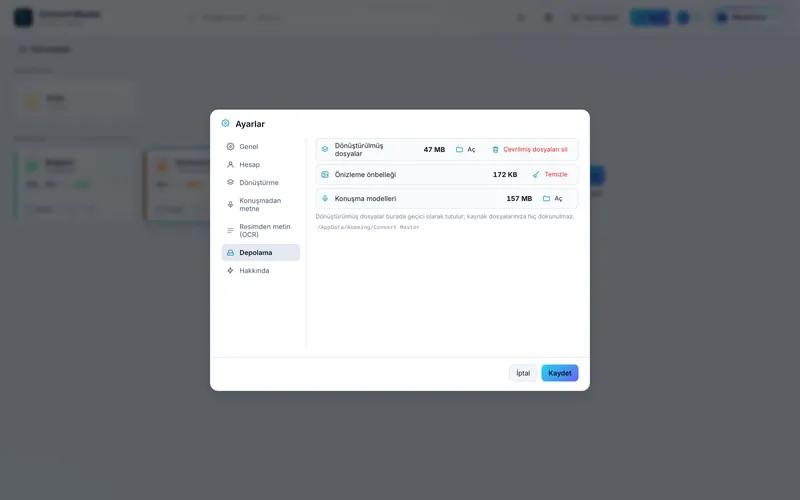 Convert Master
Ayarlar
Genel
Hesap
Dönüştürme
Konuşmadan
metne
Resimden metin
(OCR)
Depolama
Hakkında
Dönüştürülmüş
dosyalar
47 MB
Aç
Çevrilmiş dosyaları sil
Önizleme önbelleği
172 KB
Temizle
Konuşma modelleri
157 MB
Aç
Dönüştürülmüş dosyalar burada geçici olarak tutulur; kaynak dosyalarınıza hiç dokunulmaz.
/AppData/Roaming/Convert Master
İptal
Kaydet